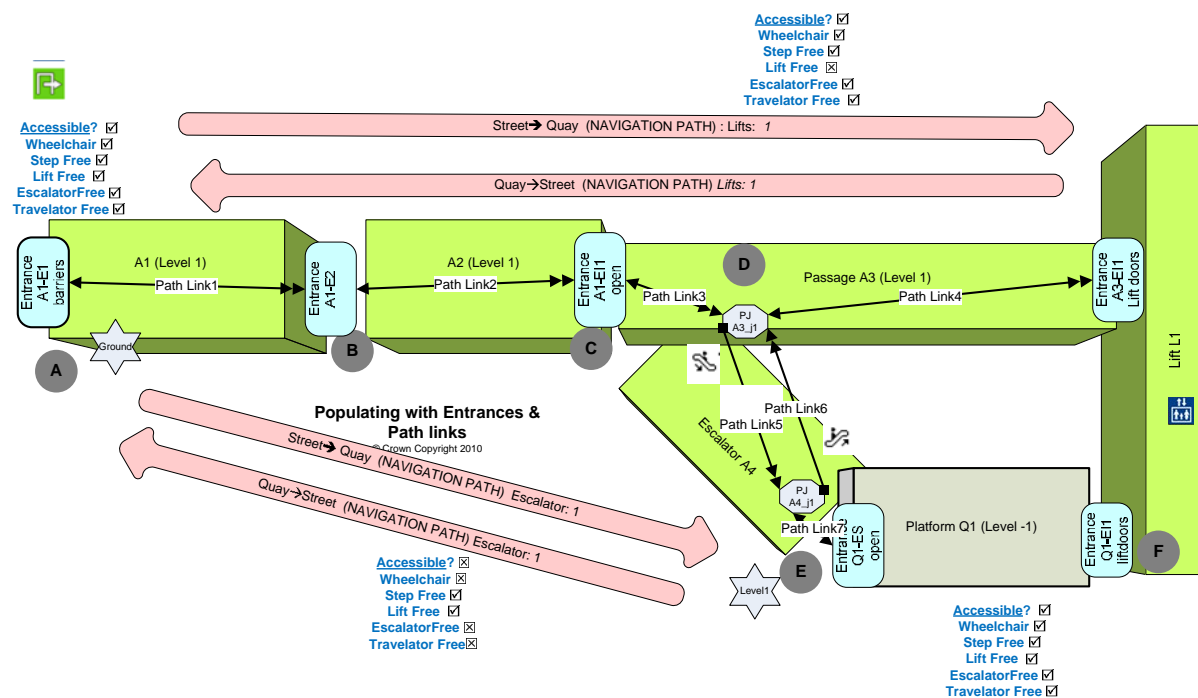 Accessible? ☑
Wheelchair ☑
Step Free ☑
Lift Free ☒
EscalatorFree ☑
Travelator Free ☑
Accessible? ☑
Wheelchair ☑
Step Free ☑
Lift Free ☑
EscalatorFree ☑
Travelator Free ☑
Street➔ Quay (NAVIGATION PATH) : Lifts: 1
Quay→Street (NAVIGATION PATH) Lifts: 1
Entrance
A1-E1
barriers
A1 (Level 1)
Path Link1
Entrance
A1-E2
A2 (Level 1)
Path Link2
Entrance
A1-EI1
open
D
Passage A3 (Level 1)
Path Link3
Path Link4
PJ
A3_j1
Entrance
A3-EI1
Lift doors
Lift L1
A
Ground
B
C
Populating with Entrances &
Path links
© Crown Copyright 2010
Street➔ Quay (NAVIGATION PATH) Escalator: 1
Quay→Street (NAVIGATION PATH) Escalator: 1
Path Link6
Path Link5
Escalator A4
PJ
A4_j1
Path Link7
Entrance
Q1-ES
open
Platform Q1 (Level -1)
Entrance
Q1-EI1
liftdoors
F
E
Level1
Accessible? ☒
Wheelchair ☒
Step Free ☑
Lift Free ☑
EscalatorFree ☒
Travelator Free☒
Accessible? ☑
Wheelchair ☑
Step Free ☑
Lift Free ☑
EscalatorFree ☑
Travelator Free ☑